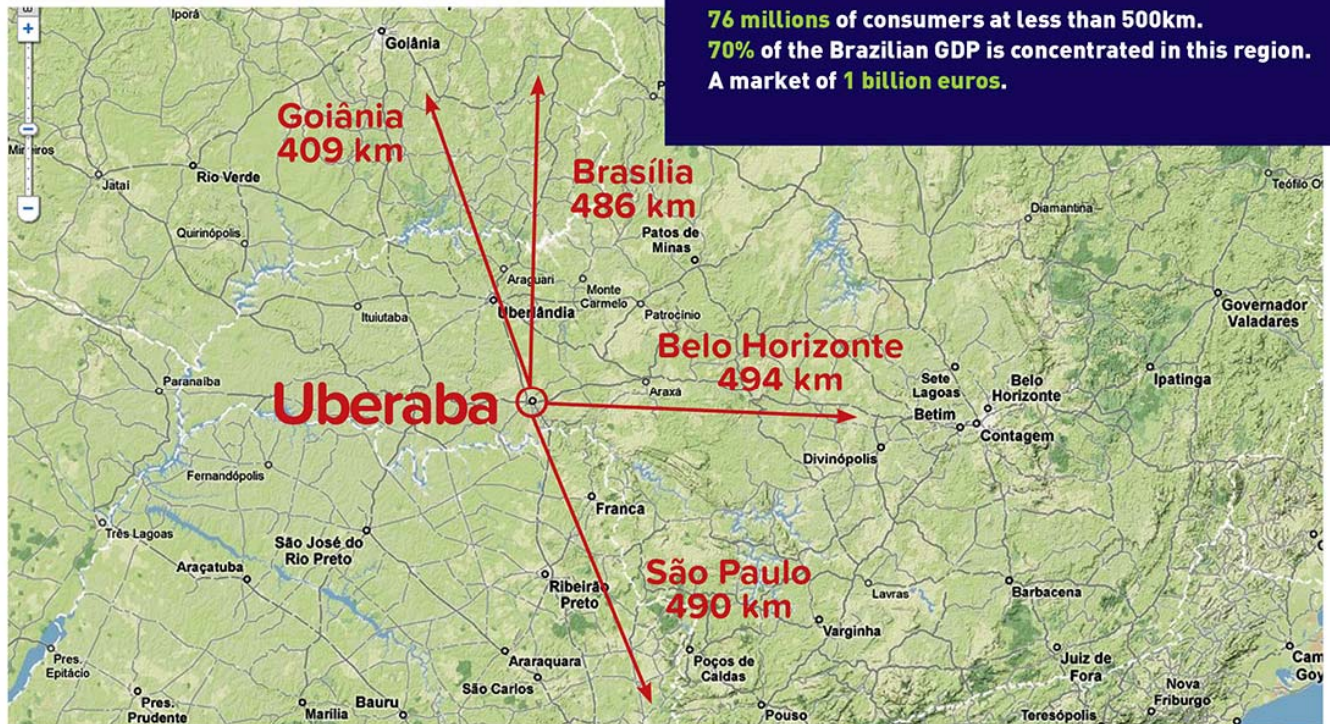 76 millions of consumers at less than 500km.
70% of the Brazilian GDP is concentrated in this region.
A market of 1 billion euros.
Iporá
Goiânia
Goiânia
409 km
Brasília
486 km
Jataí
Rio Verde
Teófilo
Diamantina
Quirinópolis
Patos de
Minas
Araguari
Monte
Carmelo
Uberlândia
Patrocinio
Ituiutaba
Governador
Valadares
Belo Horizonte
494 km
Paranaiba
Uberaba
Araxá
Sete
Lagoas
Belo
Horizonte
Ipatinga
Betim
Contagem
Divinópolis
Fernandópolis
Franca
Três Lagoas
São José do
Rio Preto
Araçatuba
São Paulo
490 km
Ribeirão
Preto
Lavras
Barbacena
Varginha
Pres.
Epitácio
Araraquara
Poços de
Caldas
Juiz de
Fora
São Carlos
Pres.
Prudente
Marília
Bauru
Pouso
Teresópolis
Nova
Friburgo
Cam
Goy